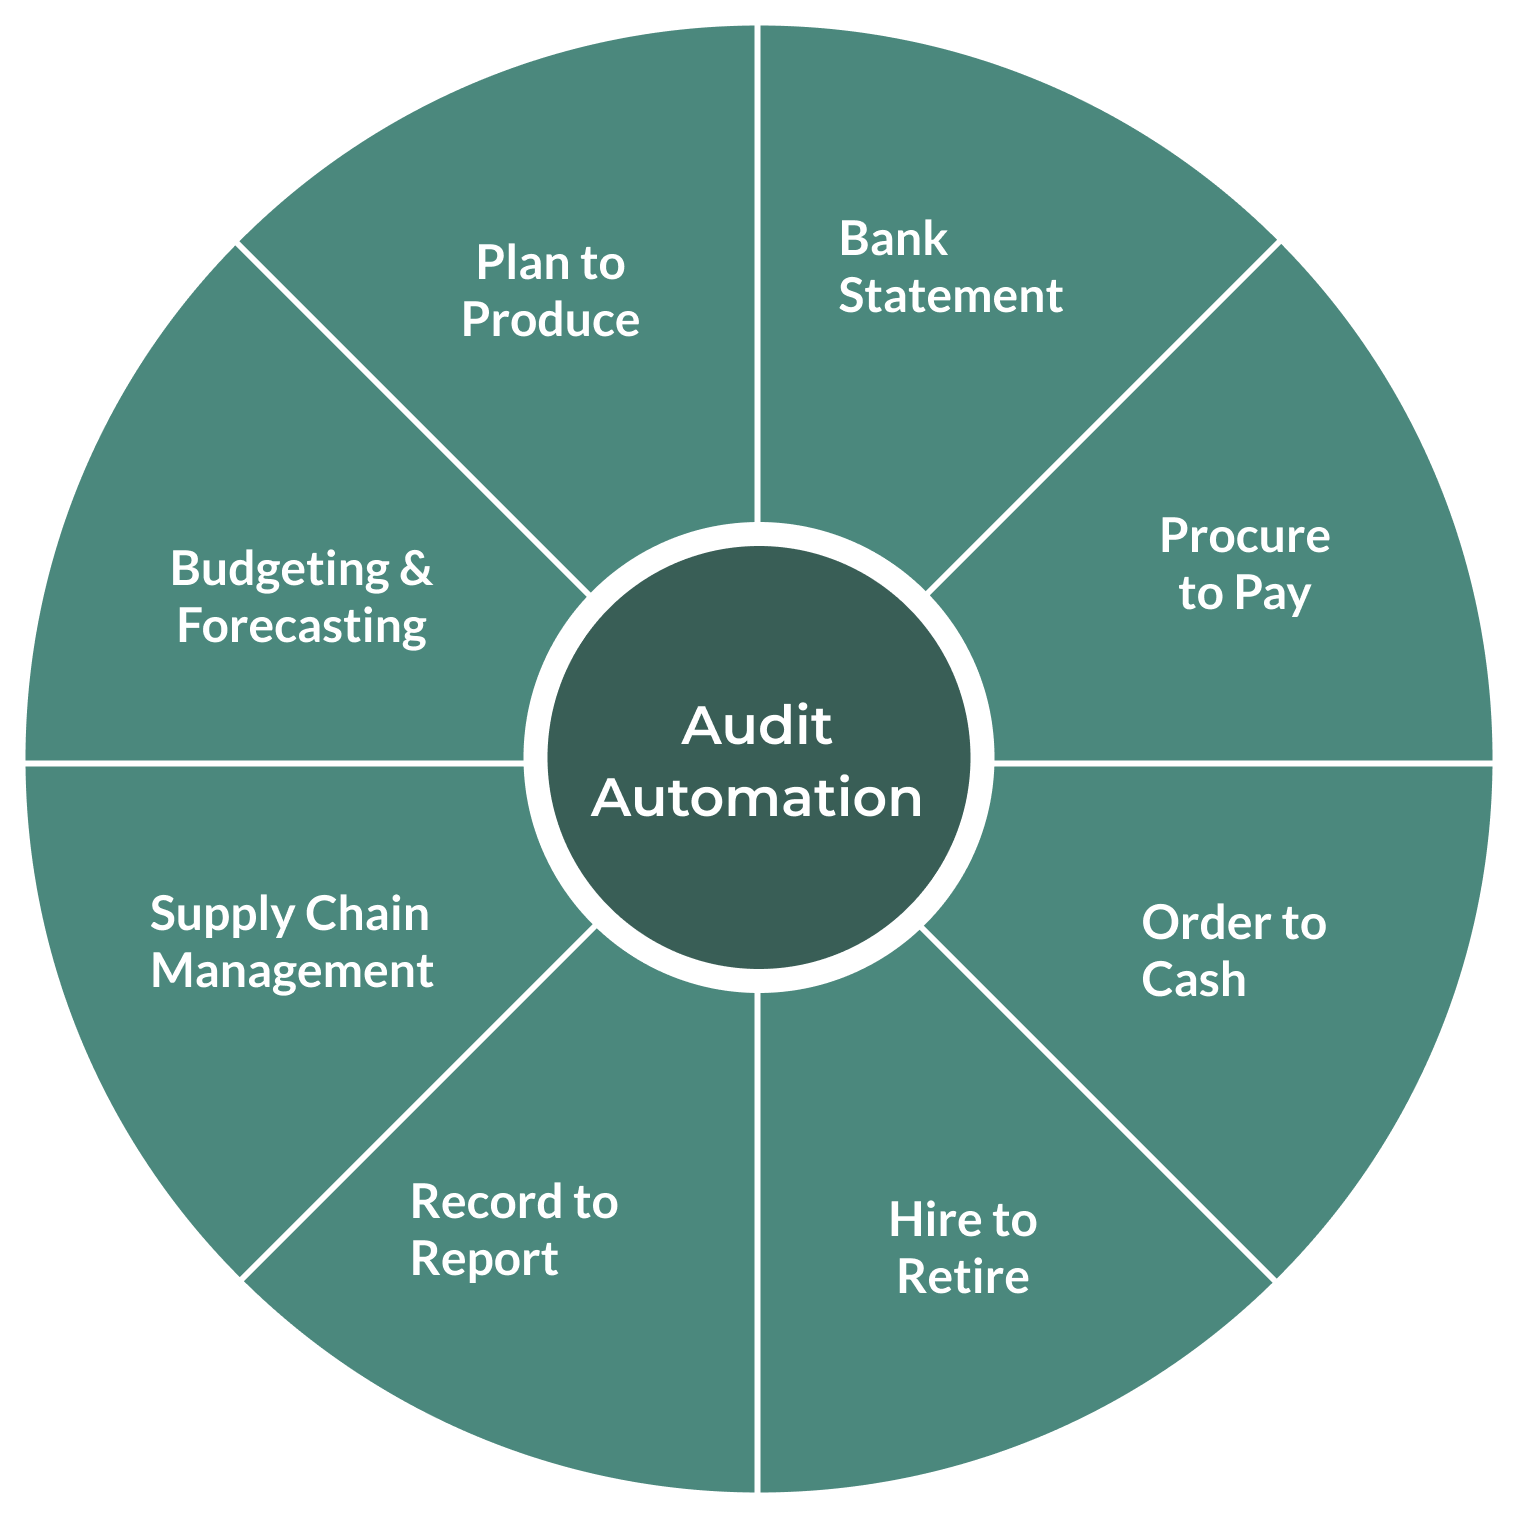 Plan to
Produce
Bank
Statement
Procure
to Pay
Order to
Cash
Hire to
Retire
Record to
Report
Supply Chain
Management
Budgeting &
Forecasting
Audit
Automation